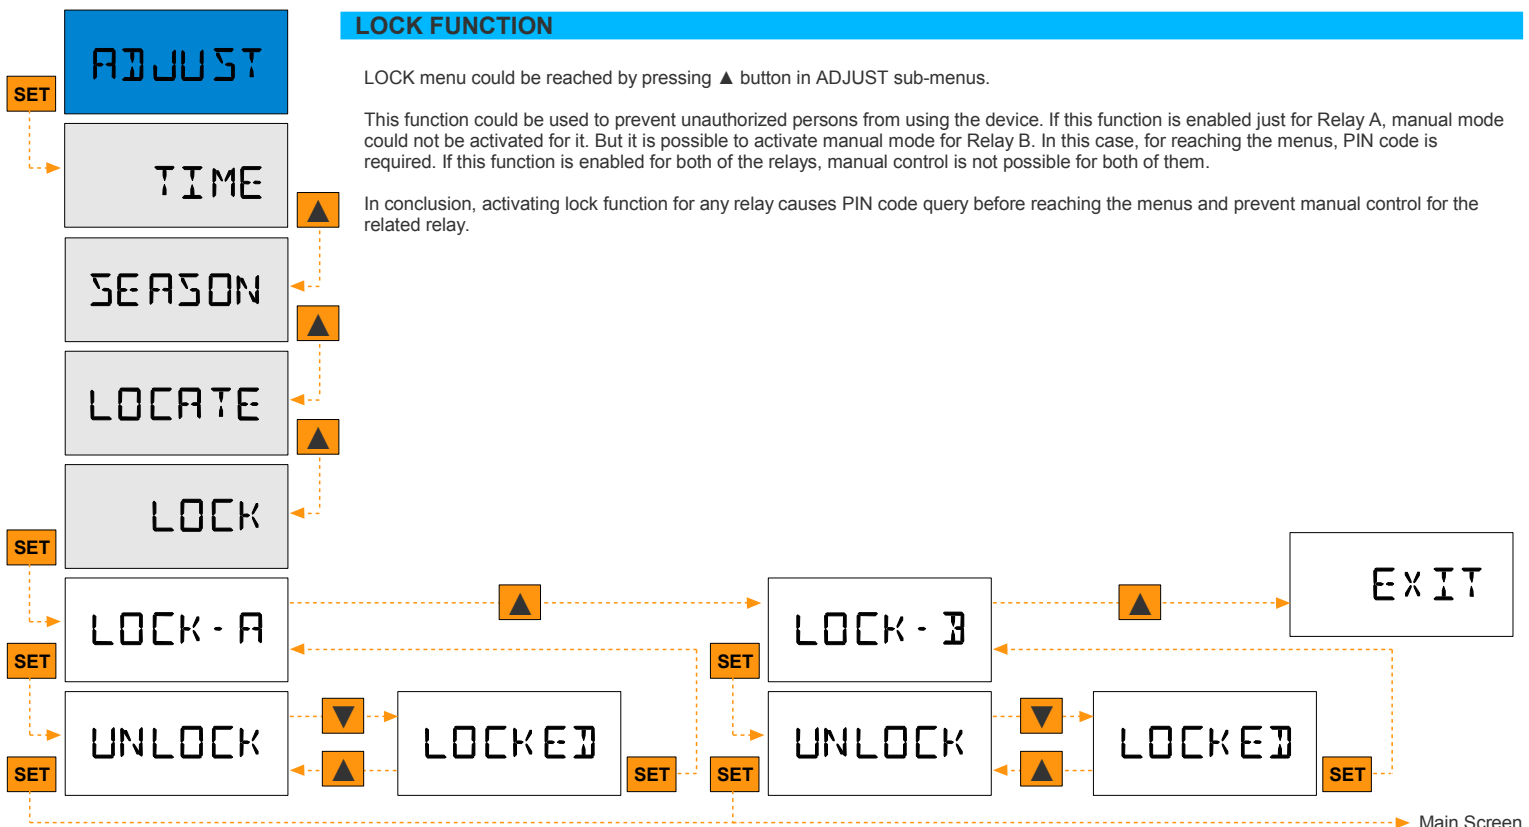 LOCK FUNCTION
ADJUST
SET
LOCK menu could be reached by pressing ▲ button in ADJUST sub-menus.
This function could be used to prevent unauthorized persons from using the device. If this function is enabled just for Relay A, manual mode
could not be activated for it. But it is possible to activate manual mode for Relay B. In this case, for reaching the menus, PIN code is
required. If this function is enabled for both of the relays, manual control is not possible for both of them.
In conclusion, activating lock function for any relay causes PIN code query before reaching the menus and prevent manual control for the
related relay.
TIME
▲
SEASON
▲
LOCATE
▲
LOCK
SET
LOCK-A
▲
LOCK-B
▲
EXIT
SET
SET
UNLOCK
▼
▲
LOCKED
UNLOCK
▼
▲
LOCKED
SET
SET
SET
SET
Main Screen